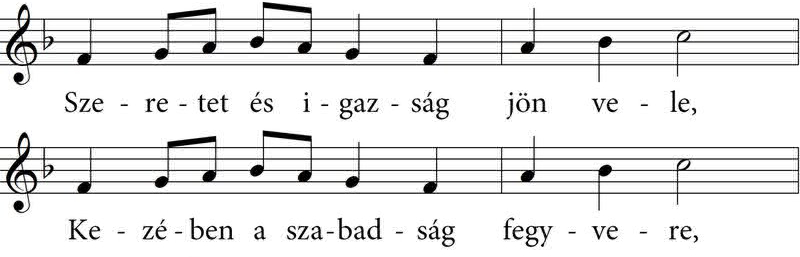 Sze - re - tet és i - gaz - ság jön ve - le,
Ke - zé - ben a sza - bad - ság fegy - ve - re,